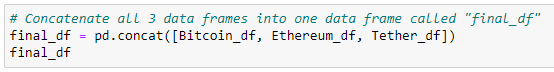 # Concatenate all 3 data frames into one data frame called "final_df"
final_df = pd.concat([Bitcoin_df, Ethereum_df, Tether_df])
final_df